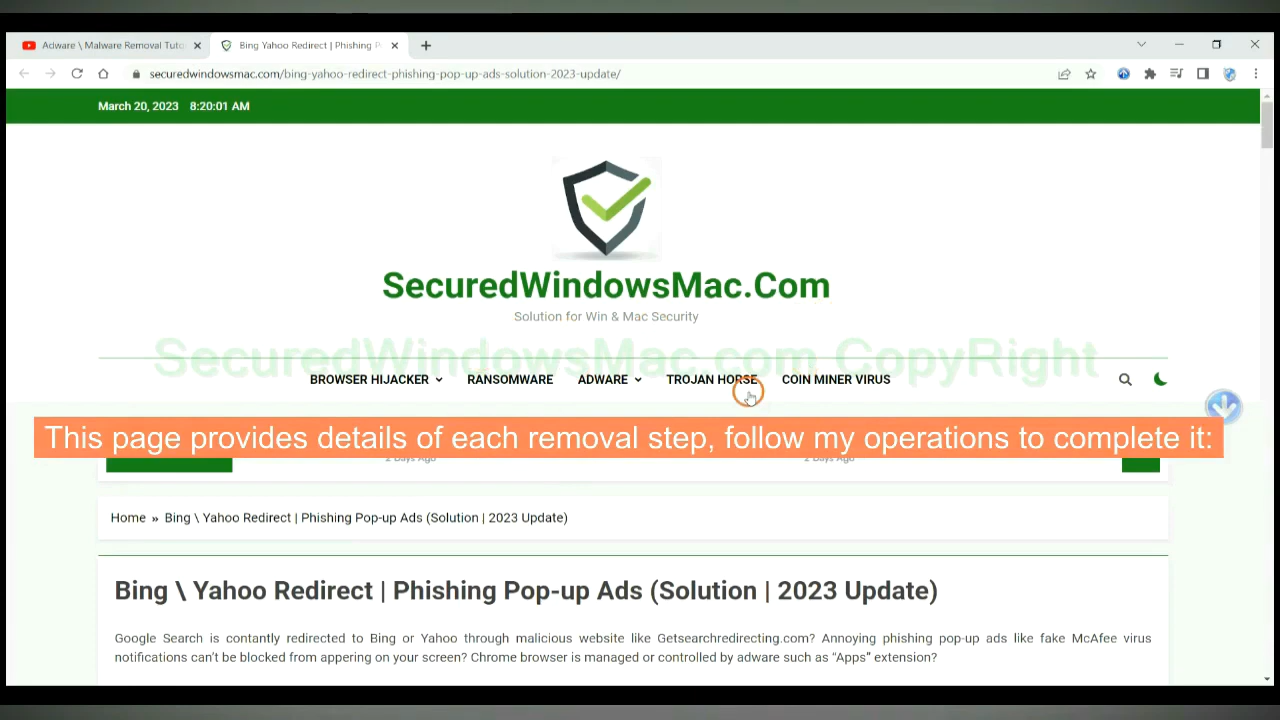 Adware \ Malware Removal Tuto
Bing Yahoo Redirect | Phishing P
securedwindowsmac.com/bing-yahoo-redirect-phishing-pop-up-ads-solution-2023-update/
March 20, 2023 8:20:01 AM
SecuredWindowsMac.Com
Solution for Win & Mac Security
SecuredWindowsMac.com CopyRight
BROWSER HIJACKER RANSOMWARE ADWARE TROJAN HORSE COIN MINER VIRUS
This page provides details of each removal step, follow my operations to complete it:
2 Days Ago 2 Days Ago
Home » Bing \ Yahoo Redirect | Phishing Pop-up Ads (Solution | 2023 Update)
Bing \ Yahoo Redirect | Phishing Pop-up Ads (Solution | 2023 Update)
Google Search is contantly redirected to Bing or Yahoo through malicious website like Getsearchredirecting.com? Annoying phishing pop-up ads like fake McAfee virus
notifications can't be blocked from appering on your screen? Chrome browser is managed or controlled by adware such as “Apps” extension?